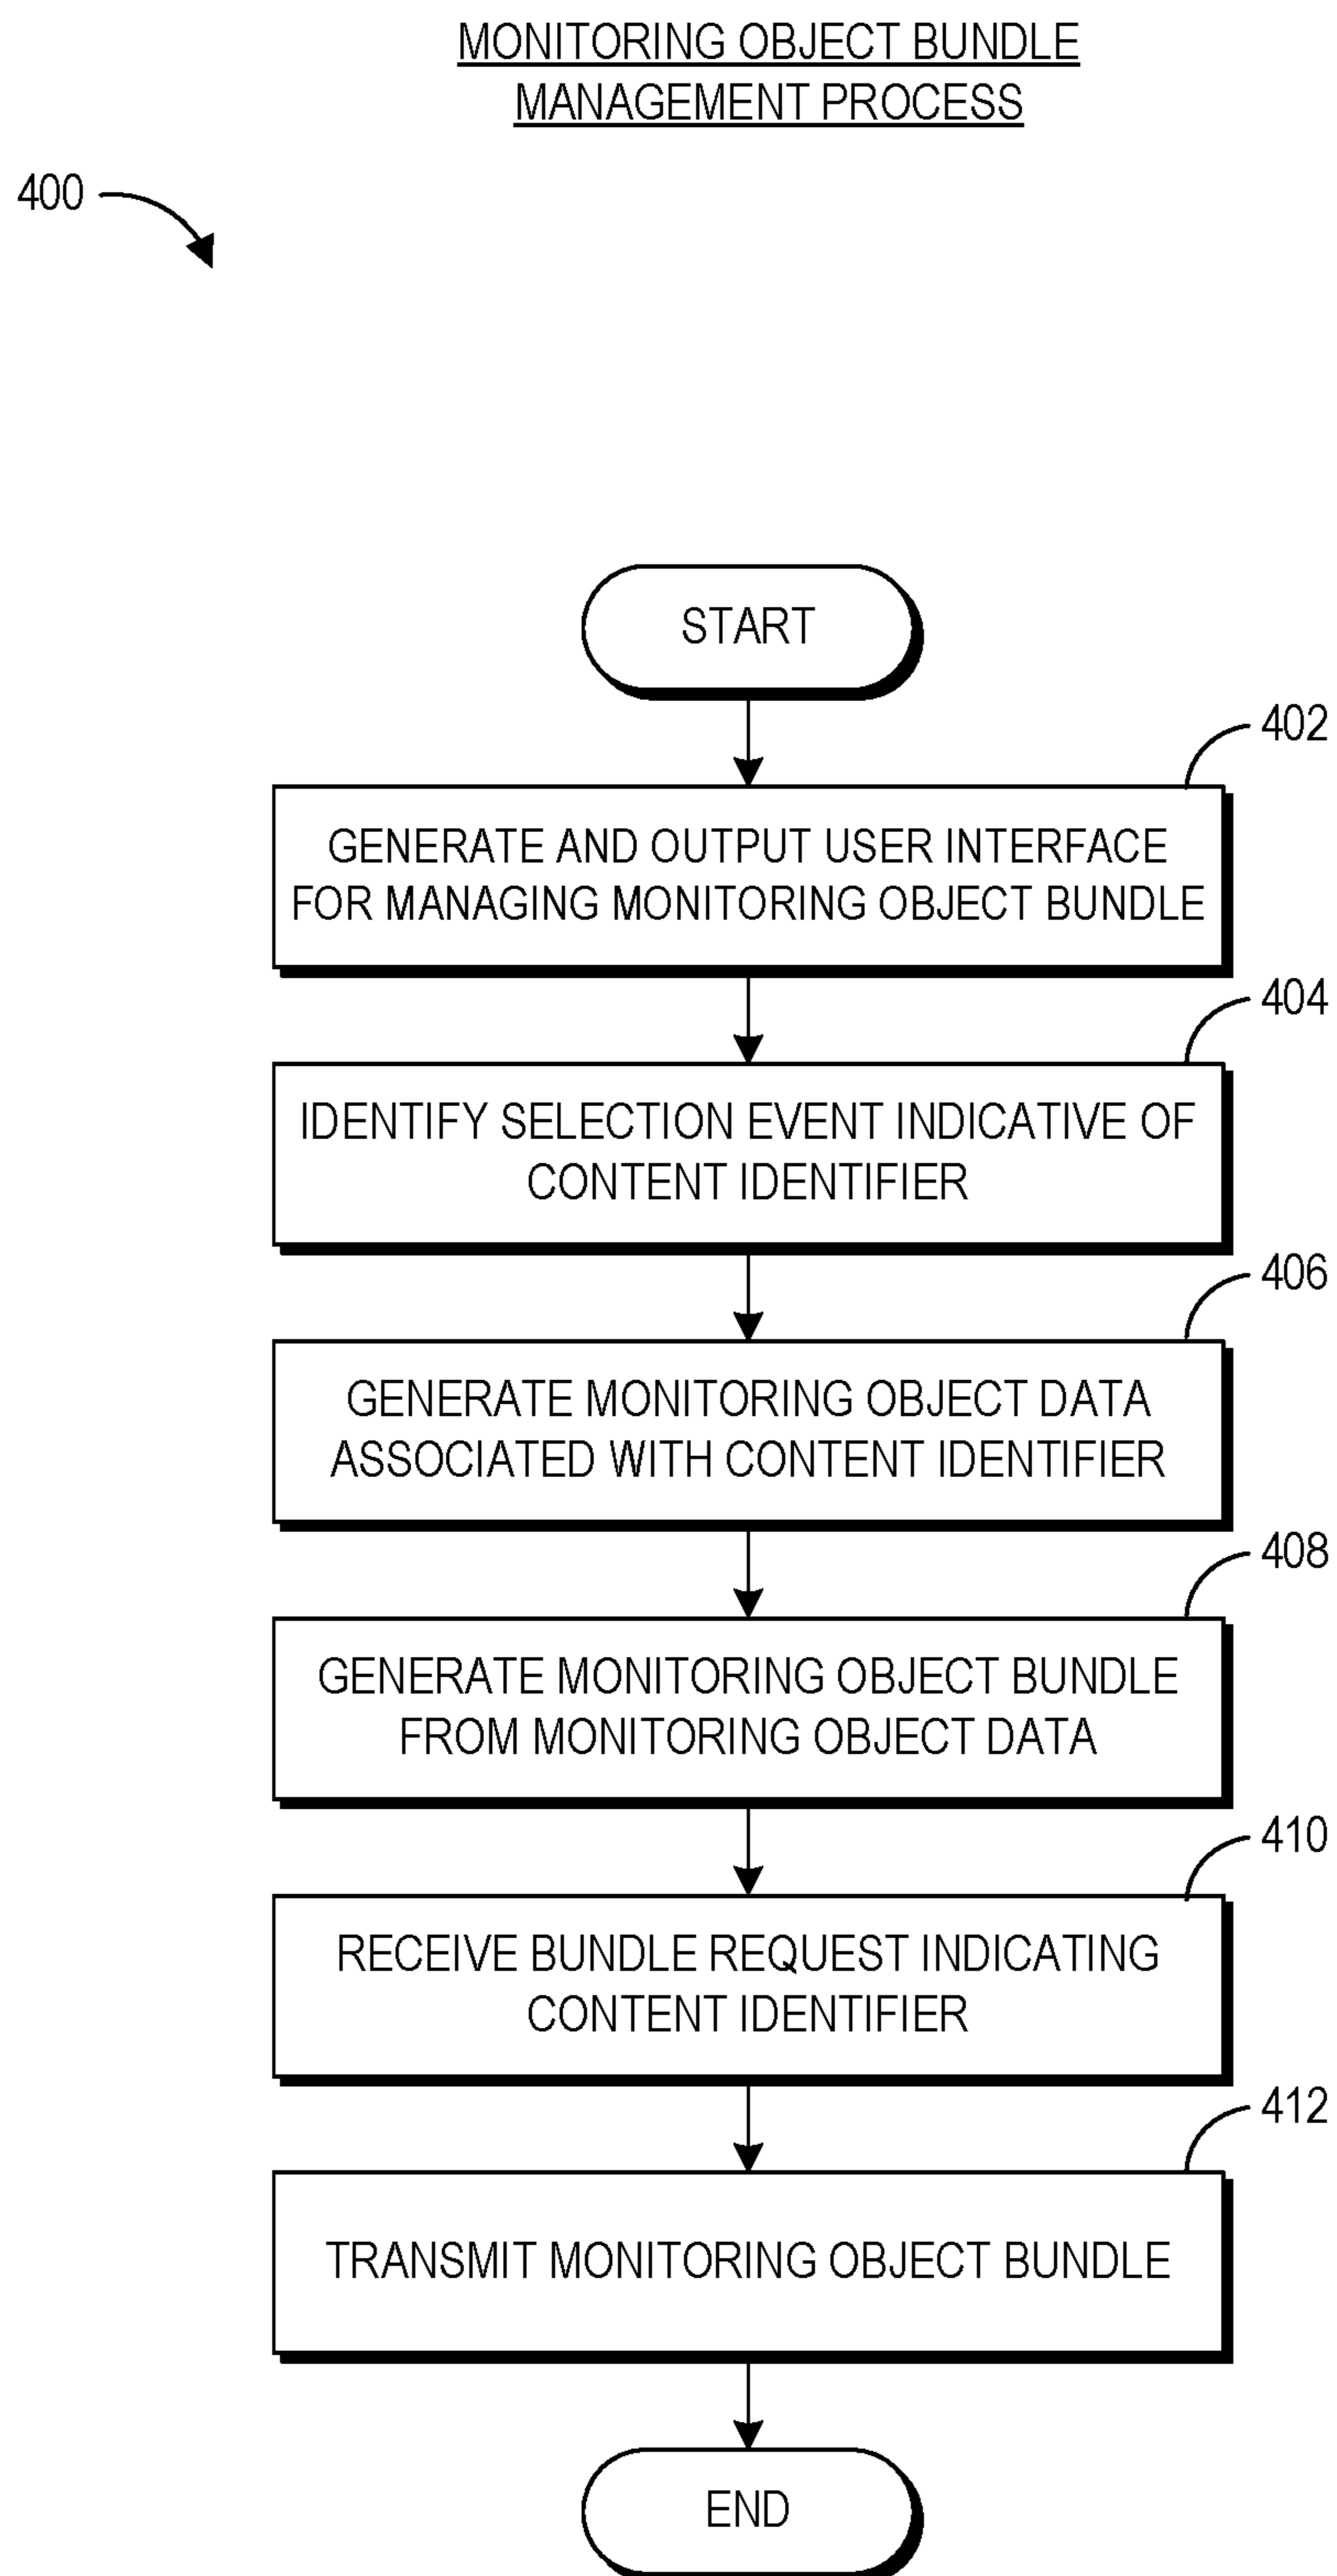 MONITORING OBJECT BUNDLE
MANAGEMENT PROCESS
400
START
402
GENERATE AND OUTPUT USER INTERFACE
FOR MANAGING MONITORING OBJECT BUNDLE
404
IDENTIFY SELECTION EVENT INDICATIVE OF
CONTENT IDENTIFIER
406
GENERATE MONITORING OBJECT DATA
ASSOCIATED WITH CONTENT IDENTIFIER
408
GENERATE MONITORING OBJECT BUNDLE
FROM MONITORING OBJECT DATA
410
RECEIVE BUNDLE REQUEST INDICATING
CONTENT IDENTIFIER
412
TRANSMIT MONITORING OBJECT BUNDLE
END